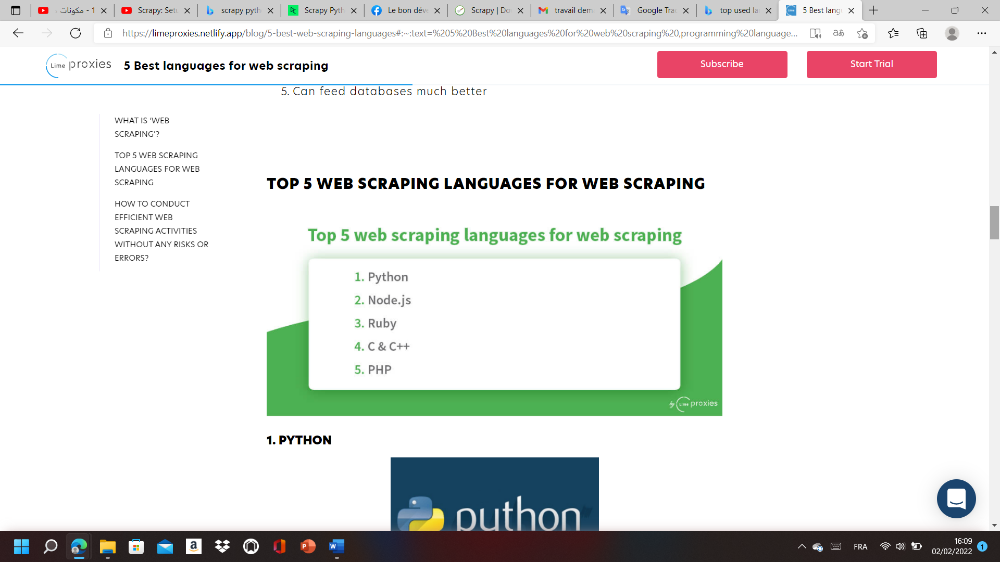 1 - مكونات
Scrapy: Setu
scrapy pyth
Scrapy Pyth
Le bon déve
Scrapy | Do
travail dem
Google Trad
top used la
5 Best lang
https://limeproxies.netlify.app/blog/5-best-web-scraping-languages#:~:text=%205%20Best%20languages%20for%20web%20scraping%20,programming%20language...
Lime proxies
5 Best languages for web scraping
Subscribe
Start Trial
5. Can feed databases much better
WHAT IS ‘WEB
SCRAPING’?
TOP 5 WEB SCRAPING
LANGUAGES FOR WEB
SCRAPING
HOW TO CONDUCT
EFFICIENT WEB
SCRAPING ACTIVITIES
WITHOUT ANY RISKS OR
ERRORS?
TOP 5 WEB SCRAPING LANGUAGES FOR WEB SCRAPING
Top 5 web scraping languages for web scraping
1. Python
2. Node.js
3. Ruby
4. C & C++
5. PHP
by Lime proxies
1. PYTHON
python
FRA
16:09
02/02/2022
1